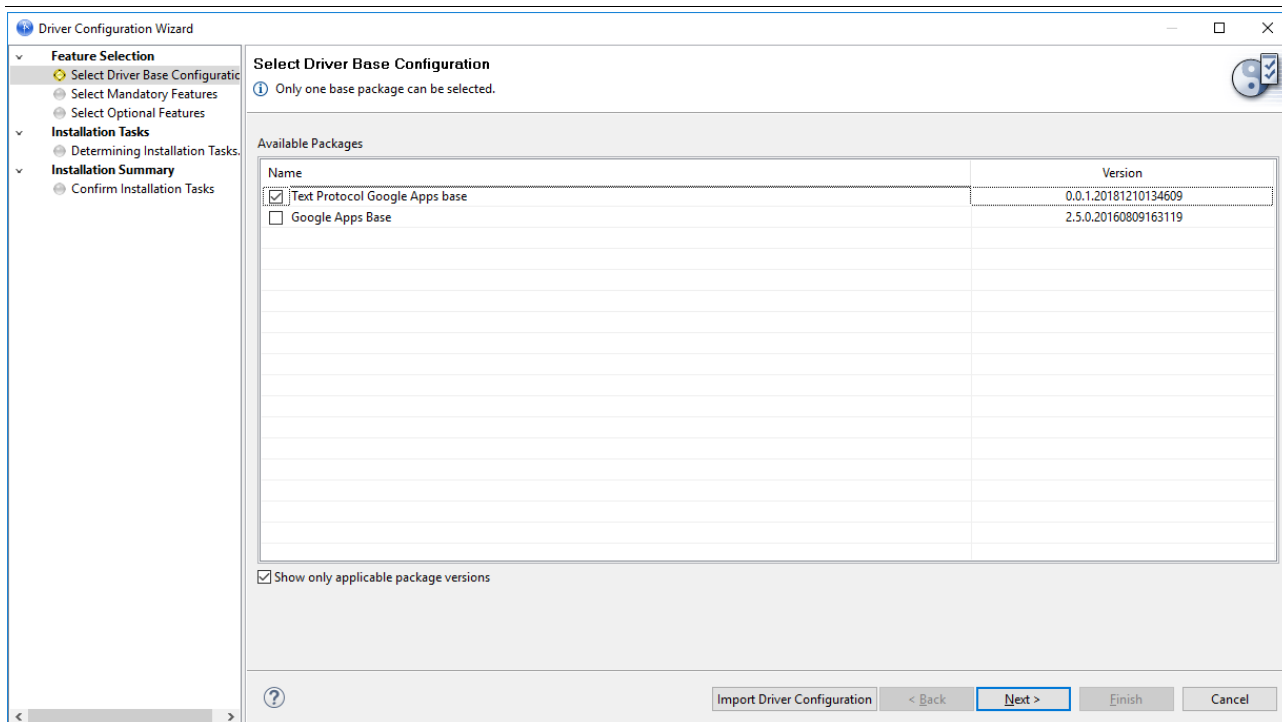 Driver Configuration Wizard
Feature Selection
Select Driver Base Configuratic
Select Mandatory Features
Select Optional Features
Installation Tasks
Determining Installation Tasks.
Installation Summary
Confirm Installation Tasks
Select Driver Base Configuration
Only one base package can be selected.
Available Packages
Name Version
Text Protocol Google Apps base 0.0.1.20181210134609
Google Apps Base 2.5.0.20160809163119
Show only applicable package versions
Import Driver Configuration < Back Next > Finish Cancel